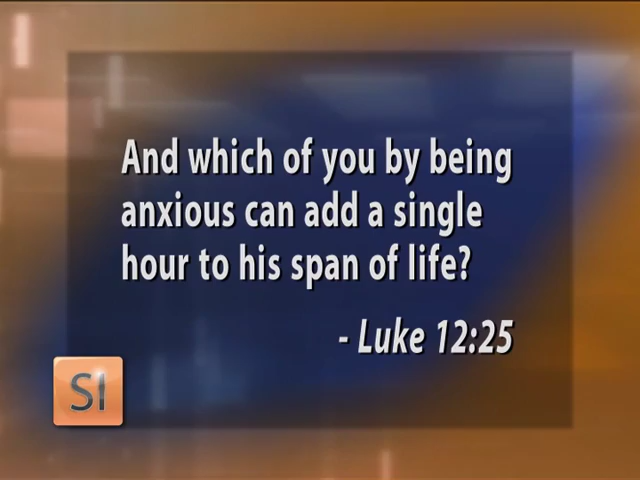 And which of you by being
anxious can add a single
hour to his span of life?
- Luke 12:25
SI